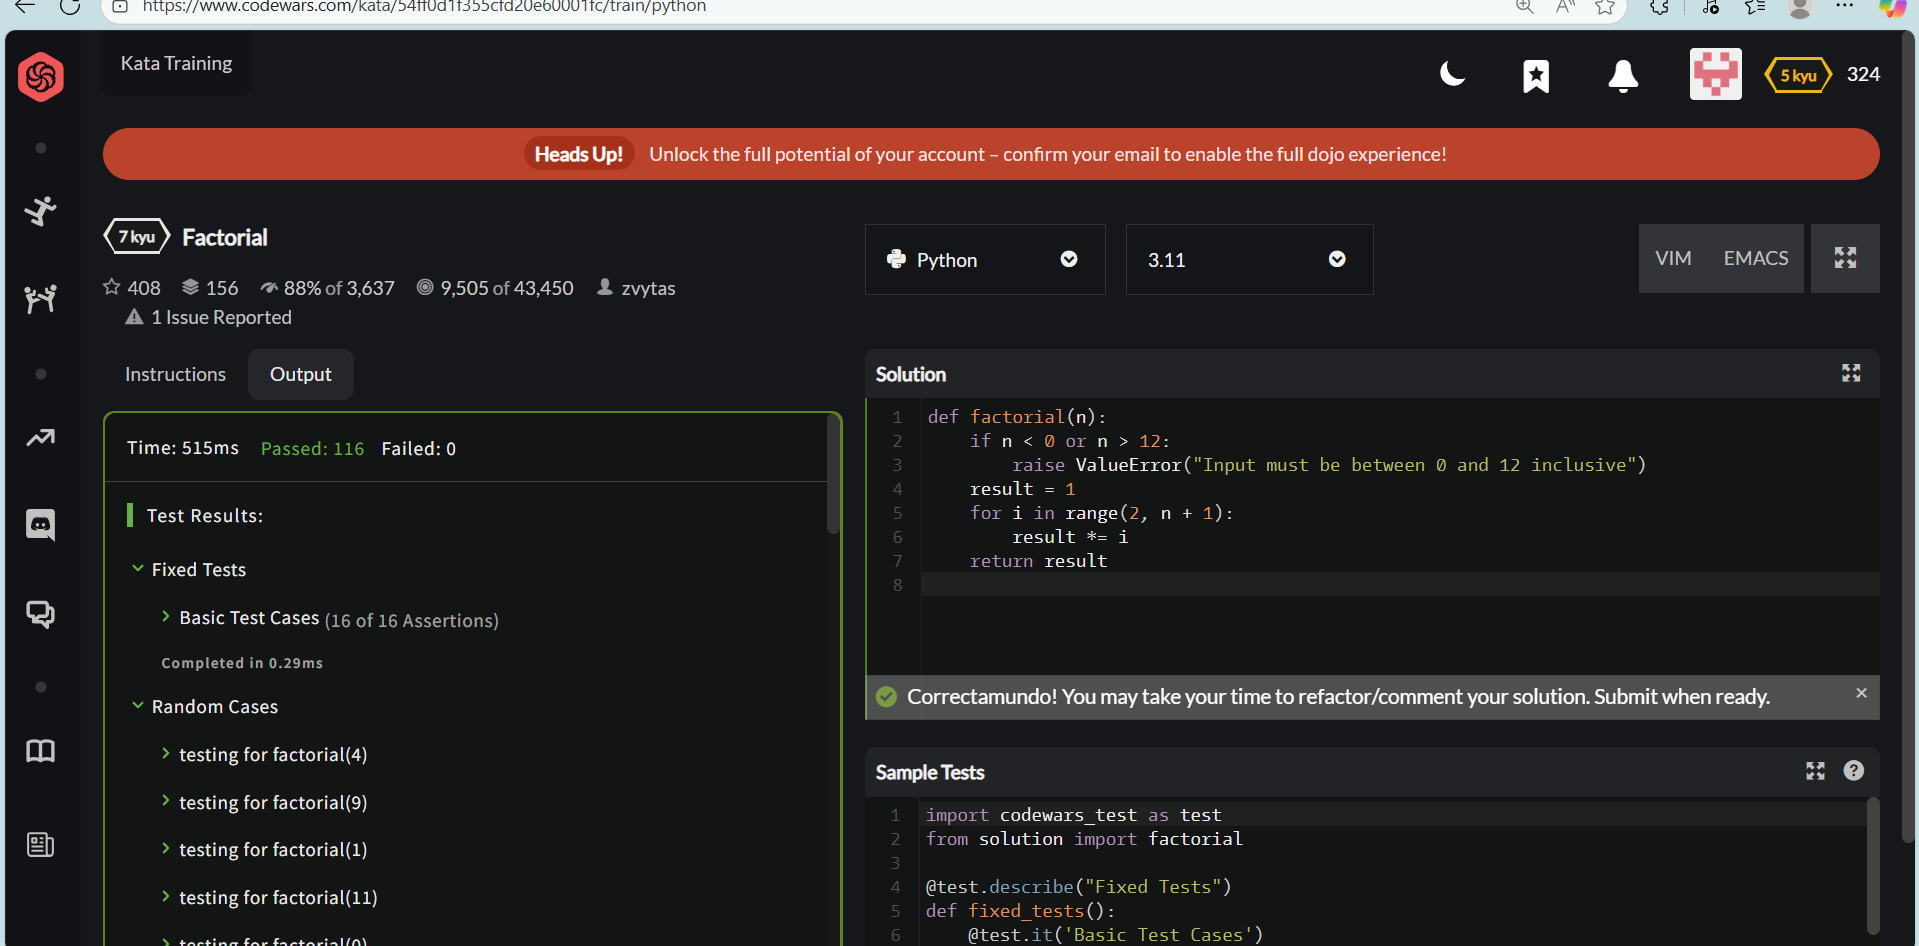 https://www.codewars.com/kata/54ff0d1f355cfd20e60001fc/train/python
Kata Training
5 kyu
324
Heads Up! Unlock the full potential of your account – confirm your email to enable the full dojo experience!
7 kyu Factorial
408 156 88% of 3,637 9,505 of 43,450 zvytas
1 Issue Reported
Python
3.11
VIM EMACS
Instructions Output
Time: 515ms Passed: 116 Failed: 0
Test Results:
Fixed Tests
Basic Test Cases (16 of 16 Assertions)
Completed in 0.29ms
Random Cases
testing for factorial(4)
testing for factorial(9)
testing for factorial(1)
testing for factorial(11)
testing for factorial(0)
Solution
1 def factorial(n):
2     if n < 0 or n > 12:
3         raise ValueError("Input must be between 0 and 12 inclusive")
4     result = 1
5     for i in range(2, n + 1):
6         result *= i
7     return result
8
Correctamundo! You may take your time to refactor/comment your solution. Submit when ready.
Sample Tests
1 import codewars_test as test
2 from solution import factorial
3
4 @test.describe("Fixed Tests")
5 def fixed_tests():
6     @test.it('Basic Test Cases')